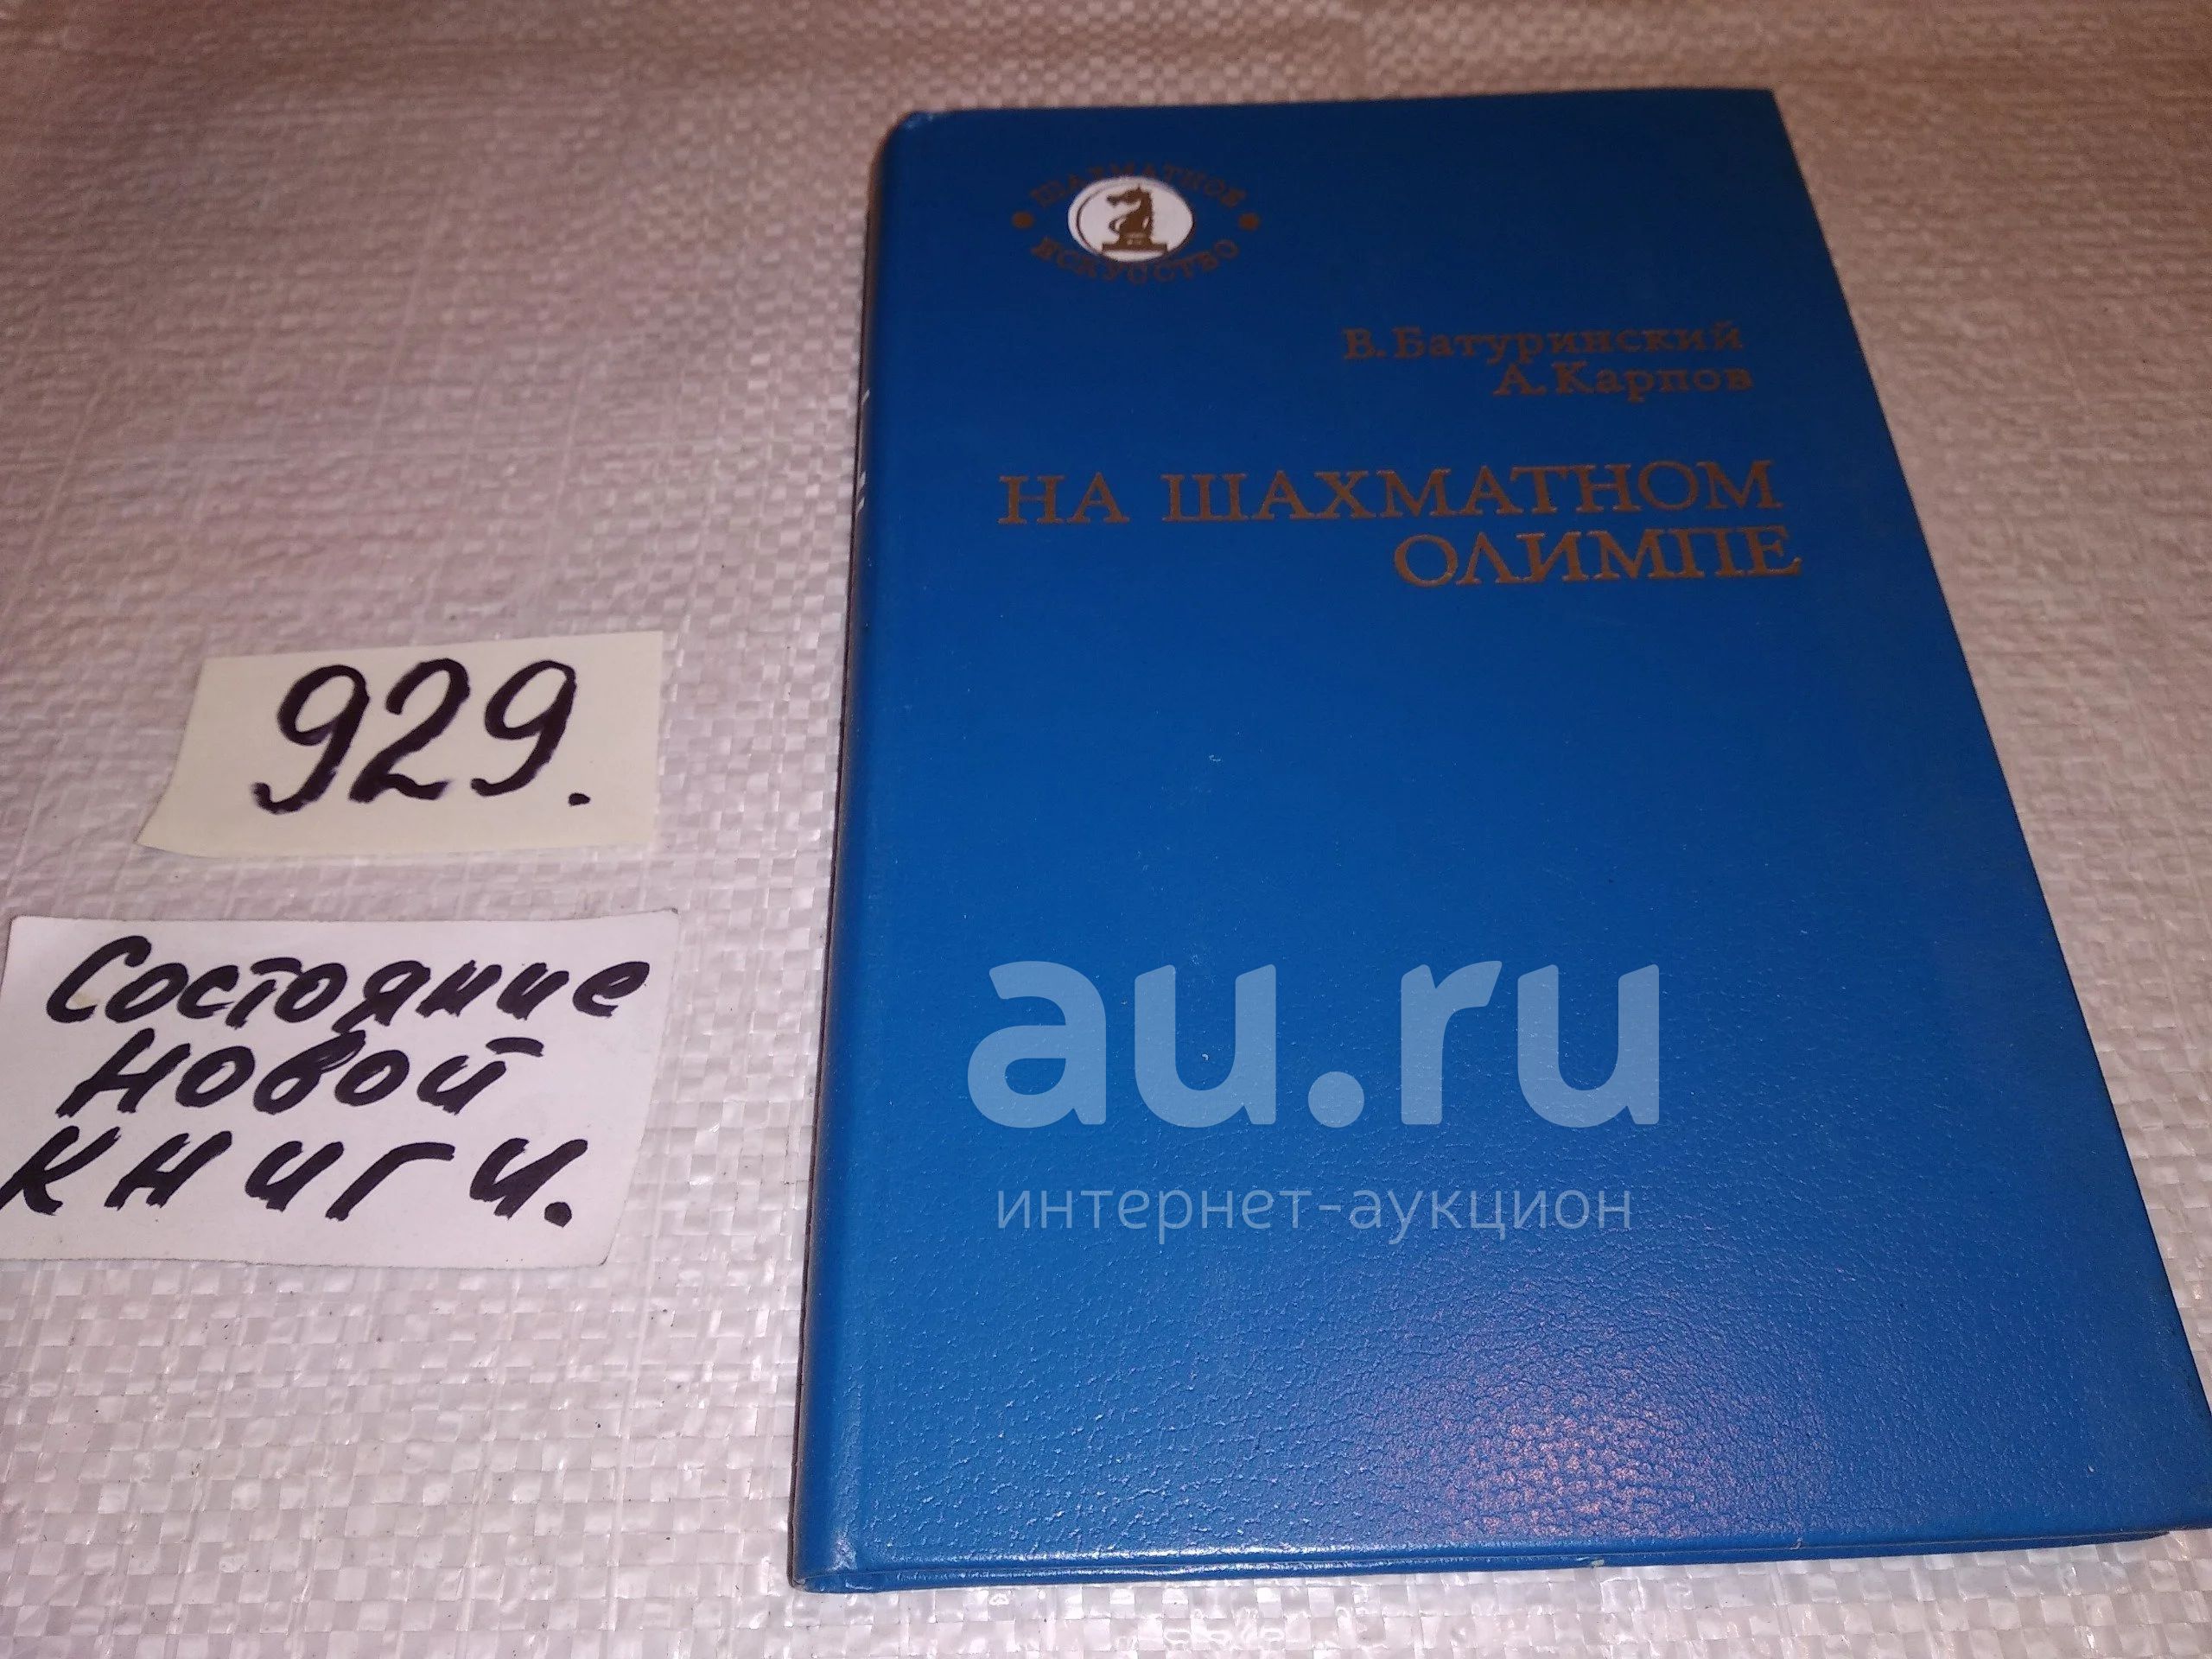 ШАХМАТНОЕ
ИСКУССТВО
В. Батуринский
А. Карпов
НА ШАХМАТНОМ
ОЛИМПЕ
929.
Состояние
новой
книги.
au.ru
интернет-аукцион